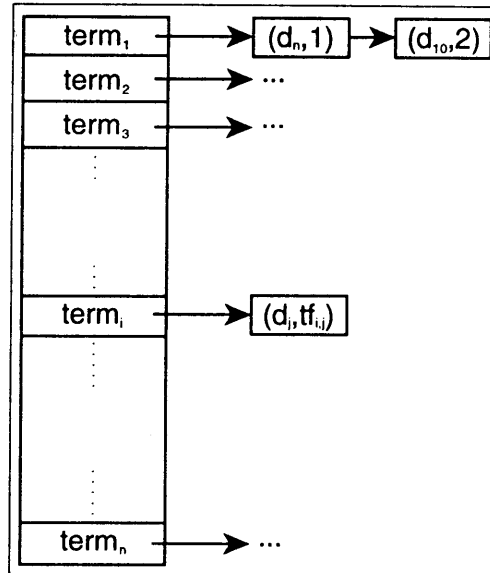 term₁ (dₙ,1) (d₁₀,2)
term₂ ...
term₃ ...
termᵢ (dⱼ,tfᵢ,ⱼ)
termₙ ...